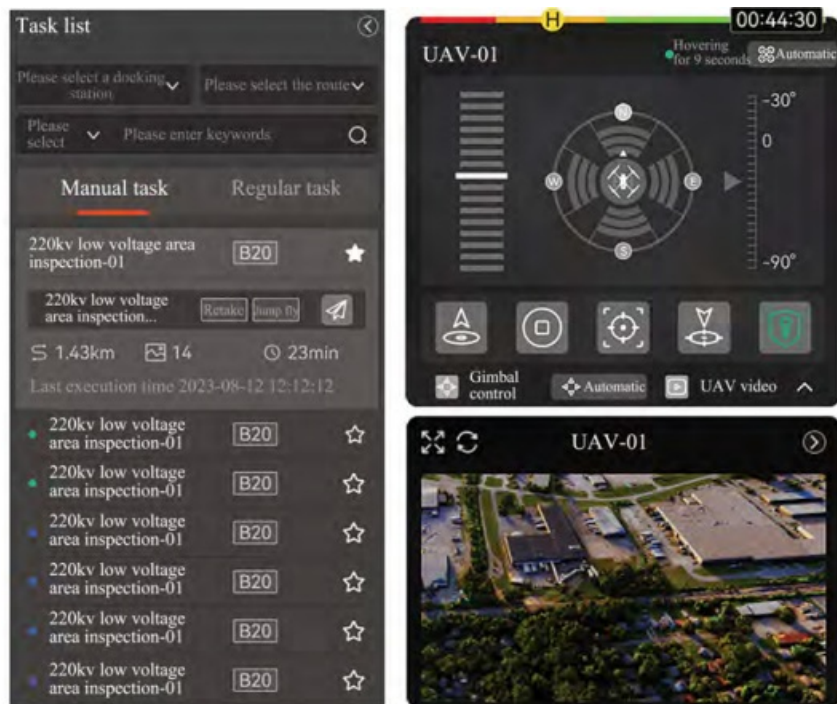 Task list
Please select a docking
station
Please select the route
Please
select
Please enter keywords
Manual task
Regular task
220kv low voltage area
inspection-01
B20
220kv low voltage
area inspection...
Retake
Jump fly
1.43km
14
23min
Last execution time 2023-08-12 12:12:12
220kv low voltage
area inspection-01
B20
220kv low voltage
area inspection-01
B20
220kv low voltage
area inspection-01
B20
220kv low voltage
area inspection-01
B20
220kv low voltage
area inspection-01
B20
220kv low voltage
area inspection-01
B20
H
00:44:30
UAV-01
Hovering
for 9 seconds
Automatic
N
W
E
S
-30°
0
-90°
Gimbal
control
Automatic
UAV video
UAV-01